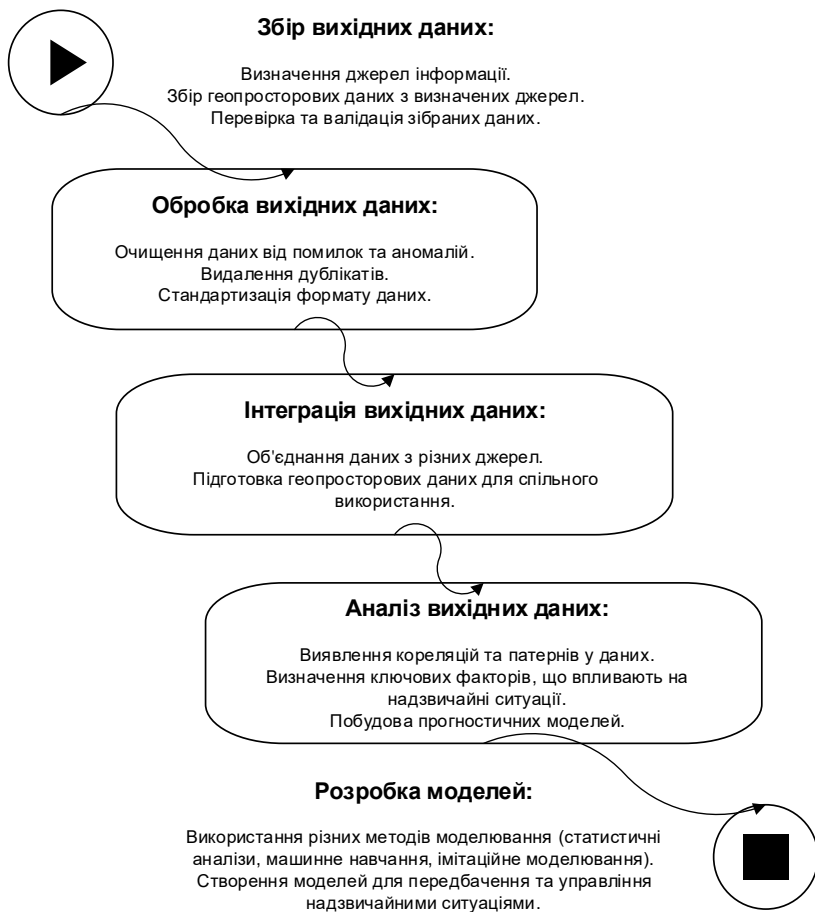 Збір вихідних даних:
Визначення джерел інформації.
Збір геопросторових даних з визначених джерел.
Перевірка та валідація зібраних даних.
Обробка вихідних даних:
Очищення даних від помилок та аномалій.
Видалення дублікатів.
Стандартизація формату даних.
Інтеграція вихідних даних:
Об'єднання даних з різних джерел.
Підготовка геопросторових даних для спільного
використання.
Аналіз вихідних даних:
Виявлення кореляцій та патернів у даних.
Визначення ключових факторів, що впливають на
надзвичайні ситуації.
Побудова прогностичних моделей.
Розробка моделей:
Використання різних методів моделювання (статистичні
аналізи, машинне навчання, імітаційне моделювання).
Створення моделей для передбачення та управління
надзвичайними ситуаціями.